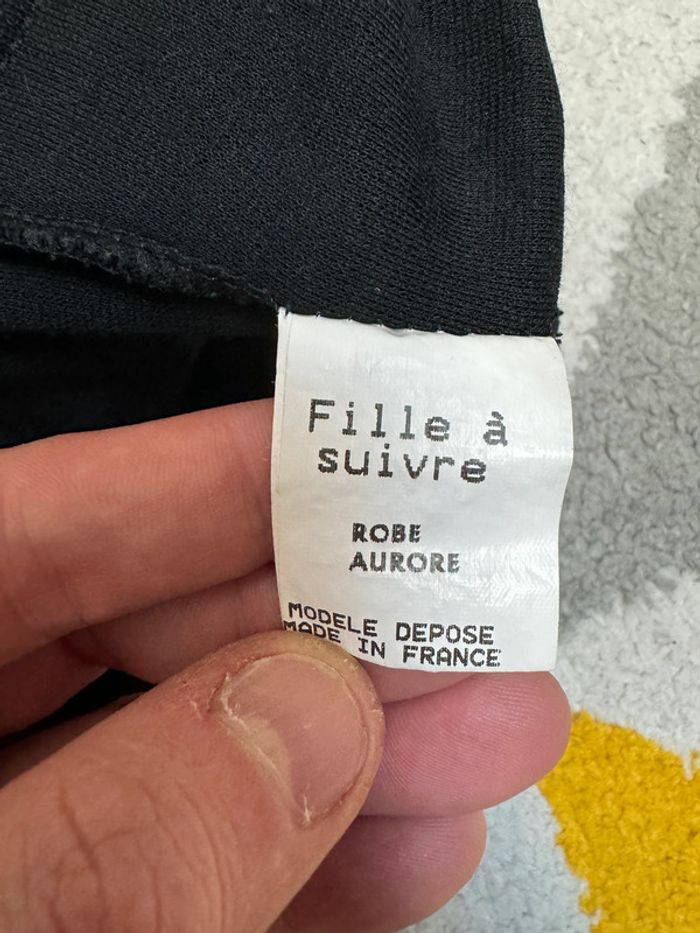 Fille à
suivre
ROBE
AURORE
MODELE DEPOSE
MADE IN FRANCE